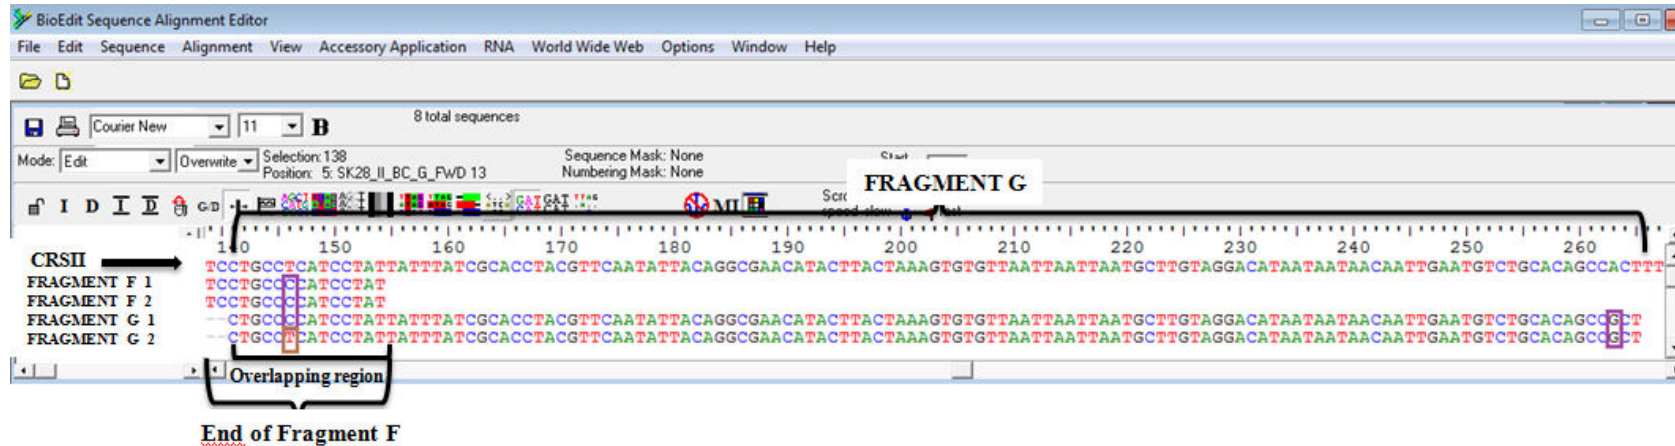 BioEdit Sequence Alignment Editor
File Edit Sequence Alignment View Accessory Application RNA World Wide Web Options Window Help
Courier New 11 B 8 total sequences
Mode: Edit Overwrite Selection: 138 Sequence Mask: None Start
Position: 5: SK28_II_BC_G_FWD 13 Numbering Mask: None
FRAGMENT G
I D I D G/D MI
150 160 170 180 190 200 210 220 230 240 250 260
CRSII TCCTGCCTCATCCTATTATTTATCGCACCTACGTTCAATATTACAGGCGAACATACTTACTAAAGTGTGTTAATTAATTAATGCTTGTAGGACATAATAATAACAATTGAATGTCTGCACAGCCACTTT
FRAGMENT F 1 TCCTGCCCCATCCTAT
FRAGMENT F 2 TCCTGCCCCATCCTAT
FRAGMENT G 1 --CTGCCCCATCCTATTATTTATCGCACCTACGTTCAATATTACAGGCGAACATACTTACTAAAGTGTGTTAATTAATTAATGCTTGTAGGACATAATAATAACAATTGAATGTCTGCACAGCCGCT
FRAGMENT G 2 --CTGCCTCATCCTATTATTTATCGCACCTACGTTCAATATTACAGGCGAACATACTTACTAAAGTGTGTTAATTAATTAATGCTTGTAGGACATAATAATAACAATTGAATGTCTGCACAGCCGCT
Overlapping region
End of Fragment F